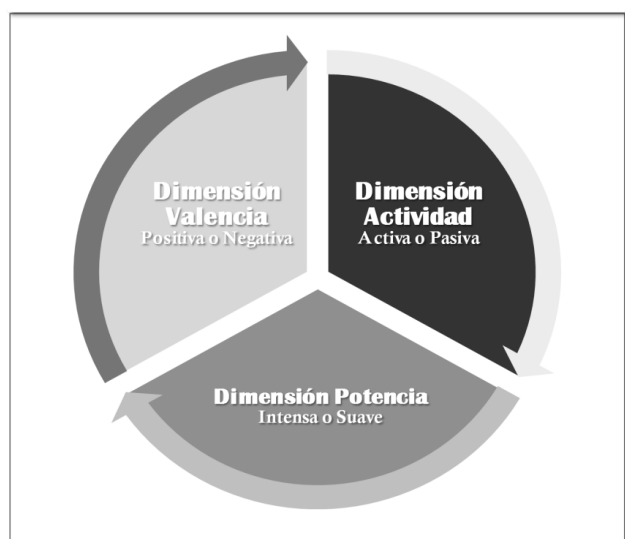 Dimensión
Valencia
Positiva o Negativa
Dimensión
Actividad
Activa o Pasiva
Dimensión Potencia
Intensa o Suave